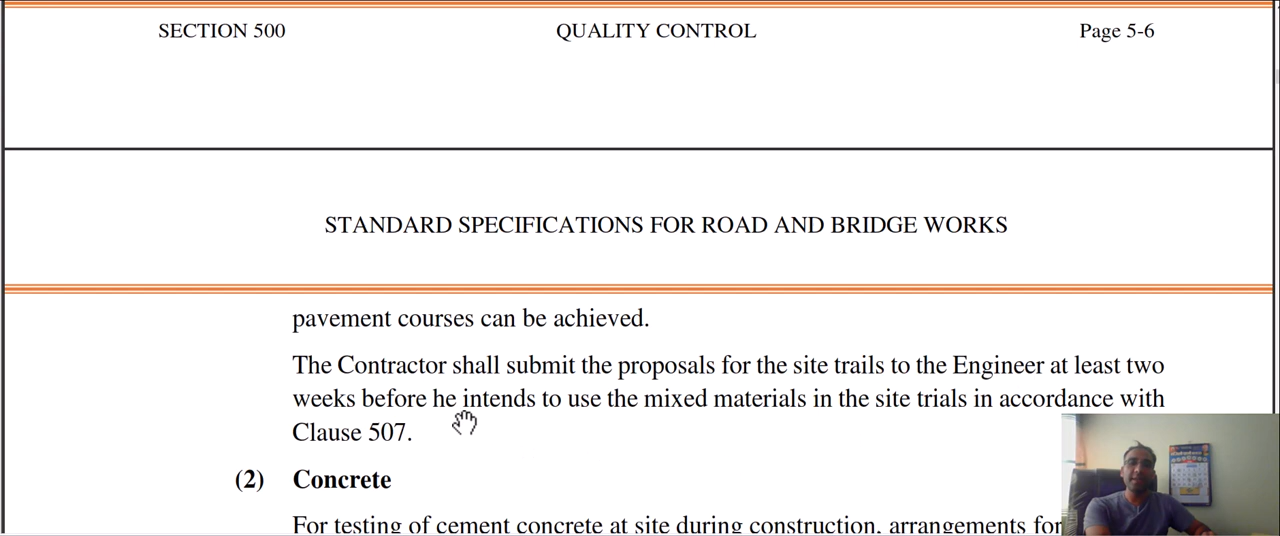 SECTION 500 QUALITY CONTROL Page 5-6
STANDARD SPECIFICATIONS FOR ROAD AND BRIDGE WORKS
pavement courses can be achieved.
The Contractor shall submit the proposals for the site trails to the Engineer at least two
weeks before he intends to use the mixed materials in the site trials in accordance with
Clause 507.
(2) Concrete
For testing of cement concrete at site during construction, arrangements for